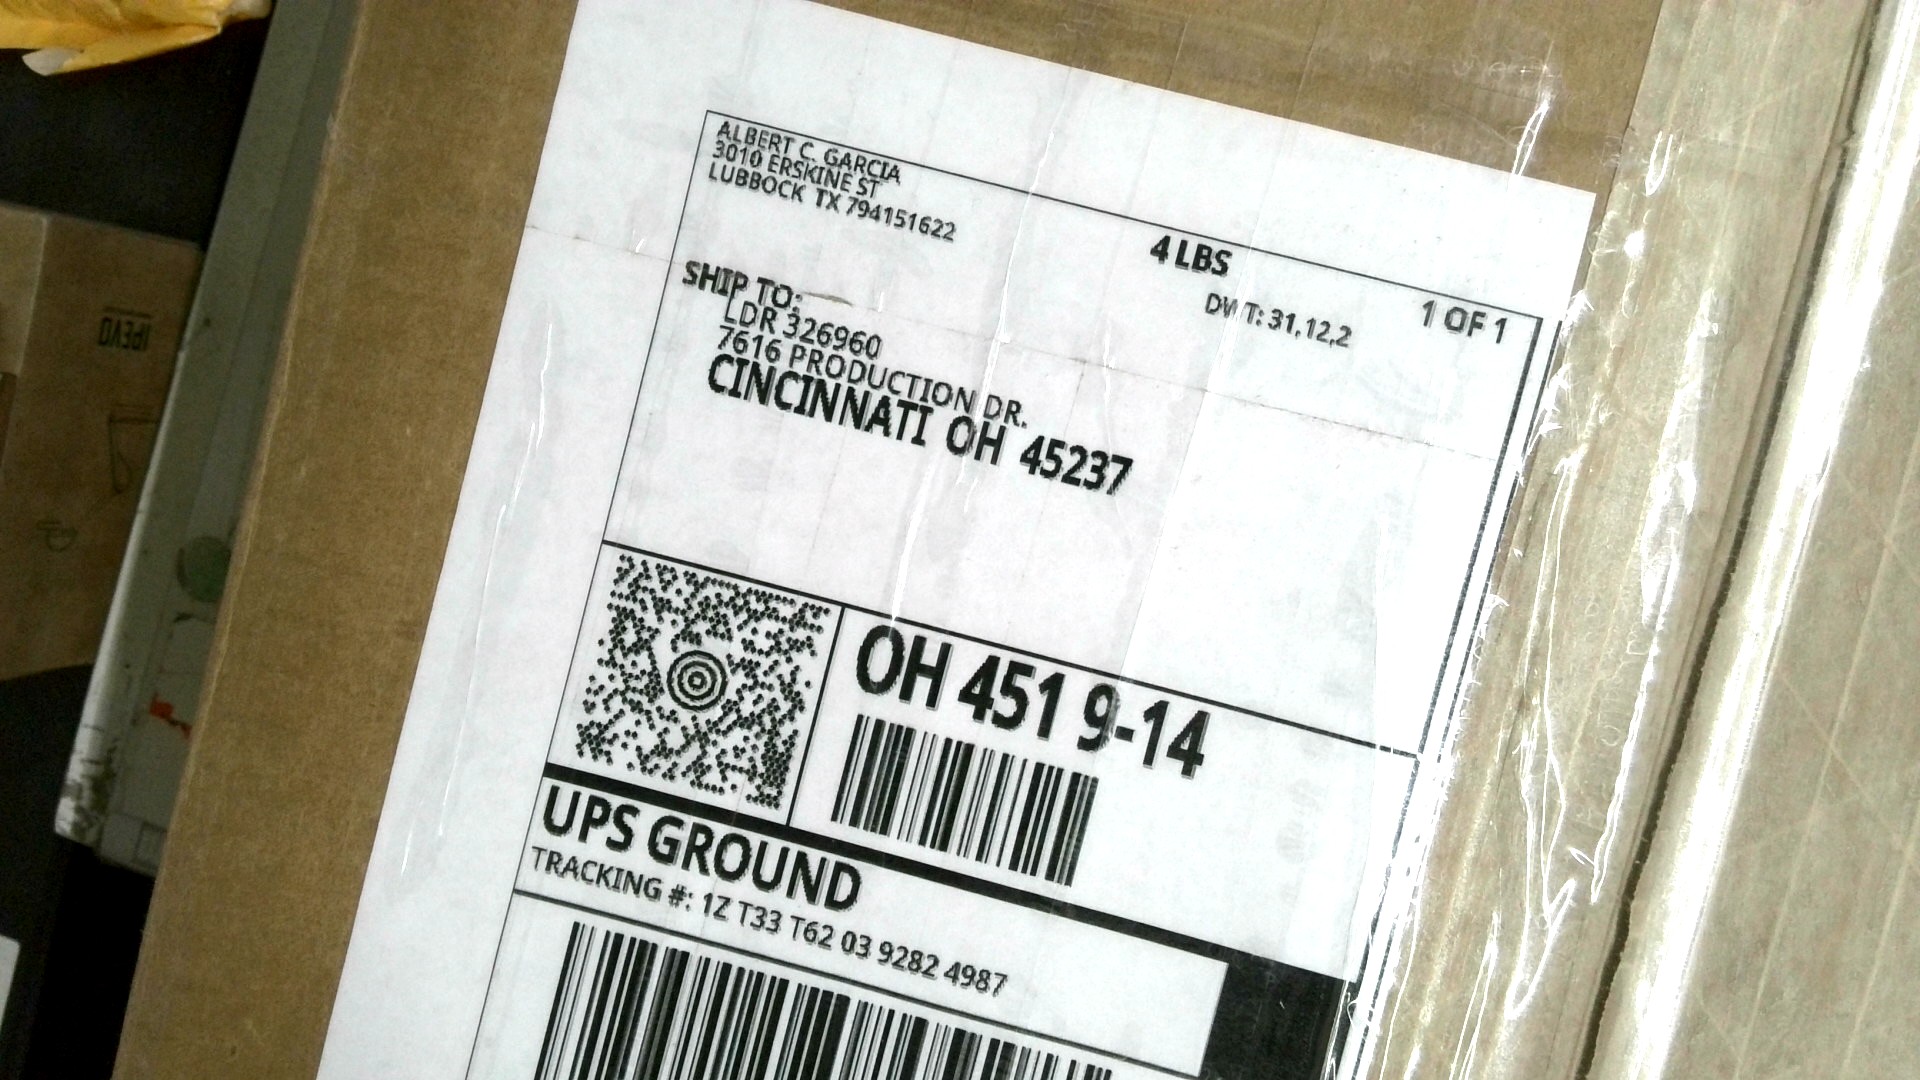 ALBERT C. GARCIA
3010 ERSKINE ST
LUBBOCK TX 794151622
4 LBS
1 OF 1
DWT: 31,12,2
SHIP TO:
LDR 326960
7616 PRODUCTION DR.
CINCINNATI OH 45237
OH 451 9-14
UPS GROUND
TRACKING #: 1Z T33 T62 03 9282 4987
IPEVO